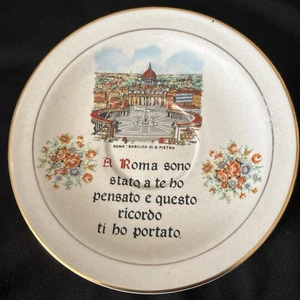 ROMA "BASILICA DI S. PIETRO
A Roma sono
stato, a te ho
pensato e questo
ricordo
ti ho portato.